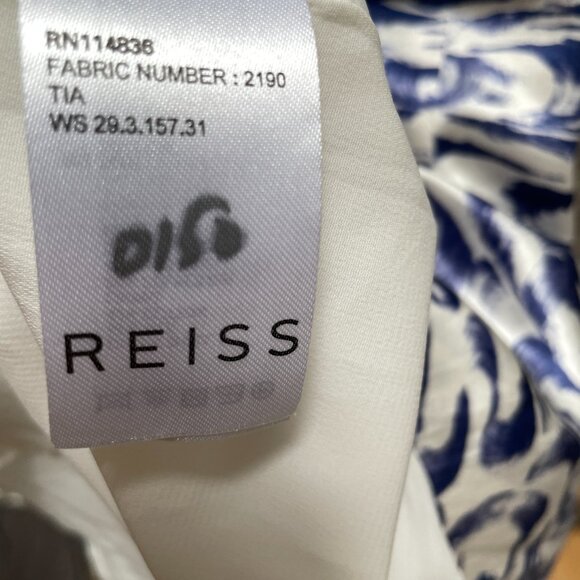 RN114836
FABRIC NUMBER : 2190
TIA
WS 29.3.157.31
REISS